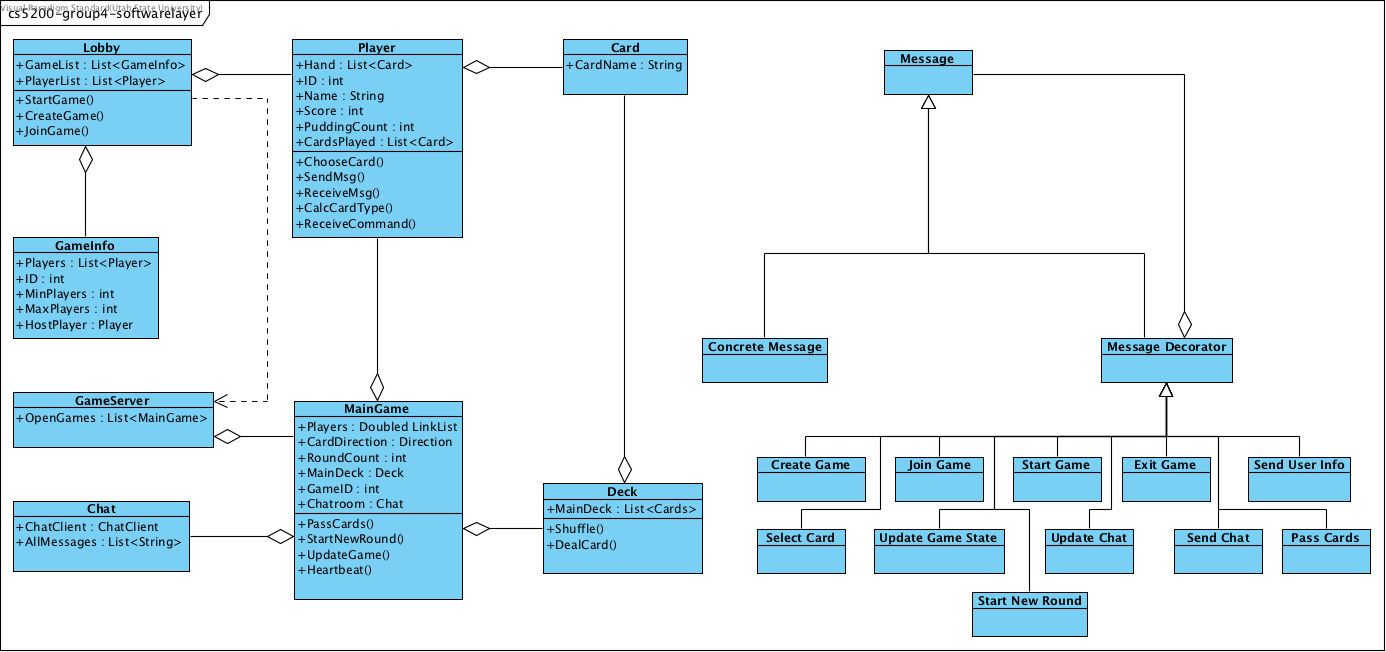 Visual Paradigm Standard(Utah State University)
cs5200-group4-softwarelayer
Lobby
+GameList : List<GameInfo>
+PlayerList : List<Player>
+StartGame()
+CreateGame()
+JoinGame()
Player
+Hand : List<Card>
+ID : int
+Name : String
+Score : int
+PuddingCount : int
+CardsPlayed : List<Card>
+ChooseCard()
+SendMsg()
+ReceiveMsg()
+CalcCardType()
+ReceiveCommand()
Card
+CardName : String
GameInfo
+Players : List<Player>
+ID : int
+MinPlayers : int
+MaxPlayers : int
+HostPlayer : Player
GameServer
+OpenGames : List<MainGame>
MainGame
+Players : Doubled LinkList
+CardDirection : Direction
+RoundCount : int
+MainDeck : Deck
+GameID : int
+Chatroom : Chat
+PassCards()
+StartNewRound()
+UpdateGame()
+Heartbeat()
Chat
+ChatClient : ChatClient
+AllMessages : List<String>
Deck
+MainDeck : List<Cards>
+Shuffle()
+DealCard()
Message
Concrete Message
Message Decorator
Create Game
Join Game
Start Game
Exit Game
Send User Info
Select Card
Update Game State
Update Chat
Send Chat
Pass Cards
Start New Round